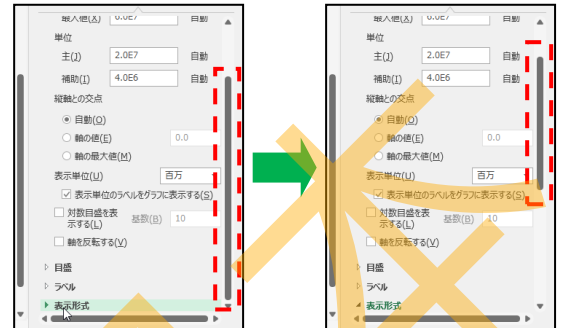 最大値(X) 6.0E7 自動
単位
主(J) 2.0E7 自動
補助(I) 4.0E6 自動
縦軸との交点
自動(O)
軸の値(E) 0.0
軸の最大値(M)
表示単位(U) 百万
表示単位のラベルをグラフに表示する(S)
対数目盛を表示する(L) 基数(B) 10
軸を反転する(V)
目盛
ラベル
表示形式
最大値(X) 6.0E7 自動
単位
主(J) 2.0E7 自動
補助(I) 4.0E6 自動
縦軸との交点
自動(O)
軸の値(E) 0.0
軸の最大値(M)
表示単位(U) 百万
表示単位のラベルをグラフに表示する(S)
対数目盛を表示する(L) 基数(B) 10
軸を反転する(V)
目盛
ラベル
表示形式